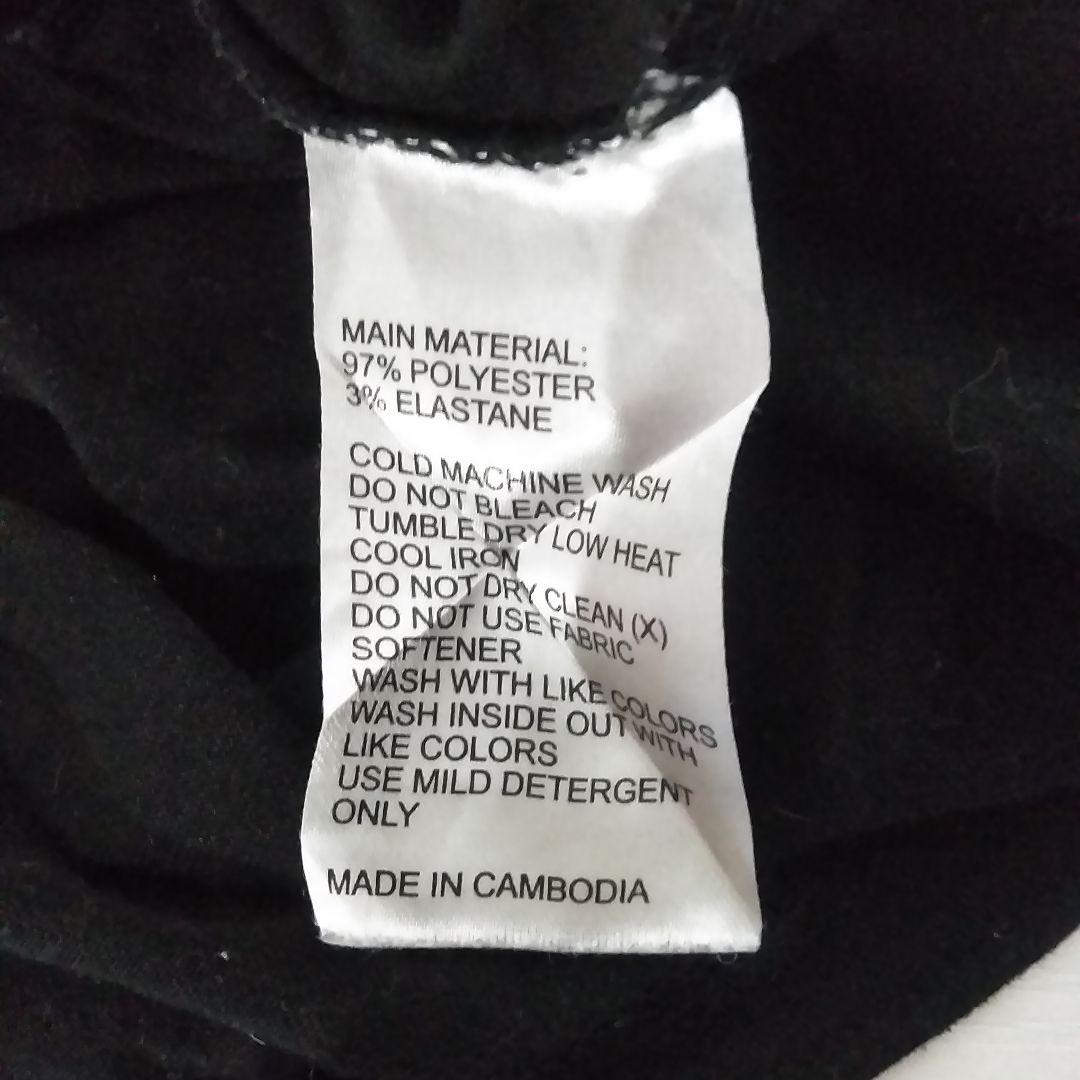 MAIN MATERIAL:
97% POLYESTER
3% ELASTANE
COLD MACHINE WASH
DO NOT BLEACH
TUMBLE DRY LOW HEAT
COOL IRON
DO NOT DRY CLEAN (X)
DO NOT USE FABRIC
SOFTENER
WASH WITH LIKE COLORS
WASH INSIDE OUT WITH
LIKE COLORS
USE MILD DETERGENT
ONLY
MADE IN CAMBODIA